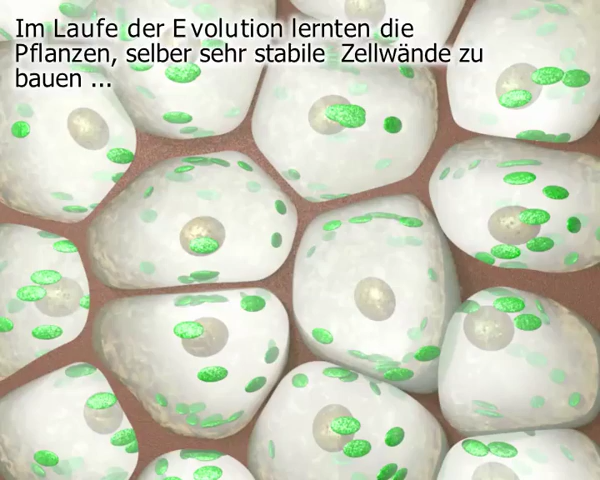 Im Laufe der Evolution lernten die
Pflanzen, selber sehr stabile Zellwände zu
bauen ...